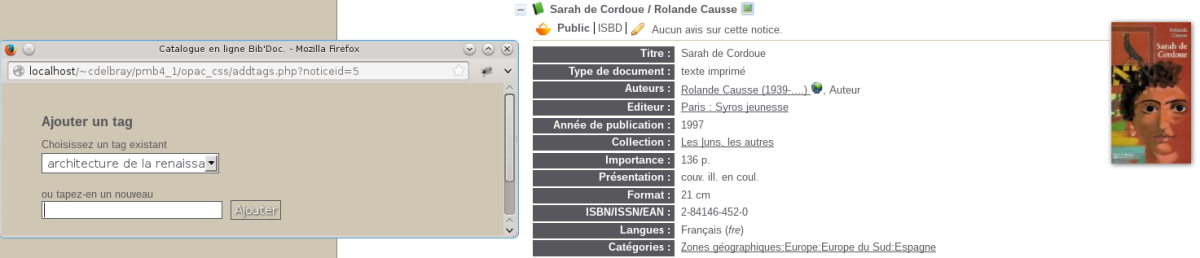 Sarah de Cordoue / Rolande Causse
Public ISBD Aucun avis sur cette notice.
Titre : Sarah de Cordoue
Type de document : texte imprimé
Auteurs : Rolande Causse (1939-....) , Auteur
Editeur : Paris : Syros jeunesse
Année de publication : 1997
Collection : Les |uns, les autres
Importance : 136 p.
Présentation : couv. ill. en coul.
Format : 21 cm
ISBN/ISSN/EAN : 2-84146-452-0
Langues : Français (fre)
Catégories : Zones géographiques:Europe:Europe du Sud:Espagne
Catalogue en ligne Bib'Doc. - Mozilla Firefox
localhost/~cdelbray/pmb4_1/opac_css/addtags.php?noticeid=5
Ajouter un tag
Choisissez un tag existant
architecture de la renaissa
ou tapez-en un nouveau
Ajouter
Rolande
Causse
Sarah de
Cordoue